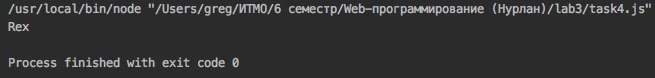 /usr/local/bin/node "/Users/greg/ИТМО/6 семестр/Web-программирование (Нурлан)/lab3/task4.js"
Rex
Process finished with exit code 0